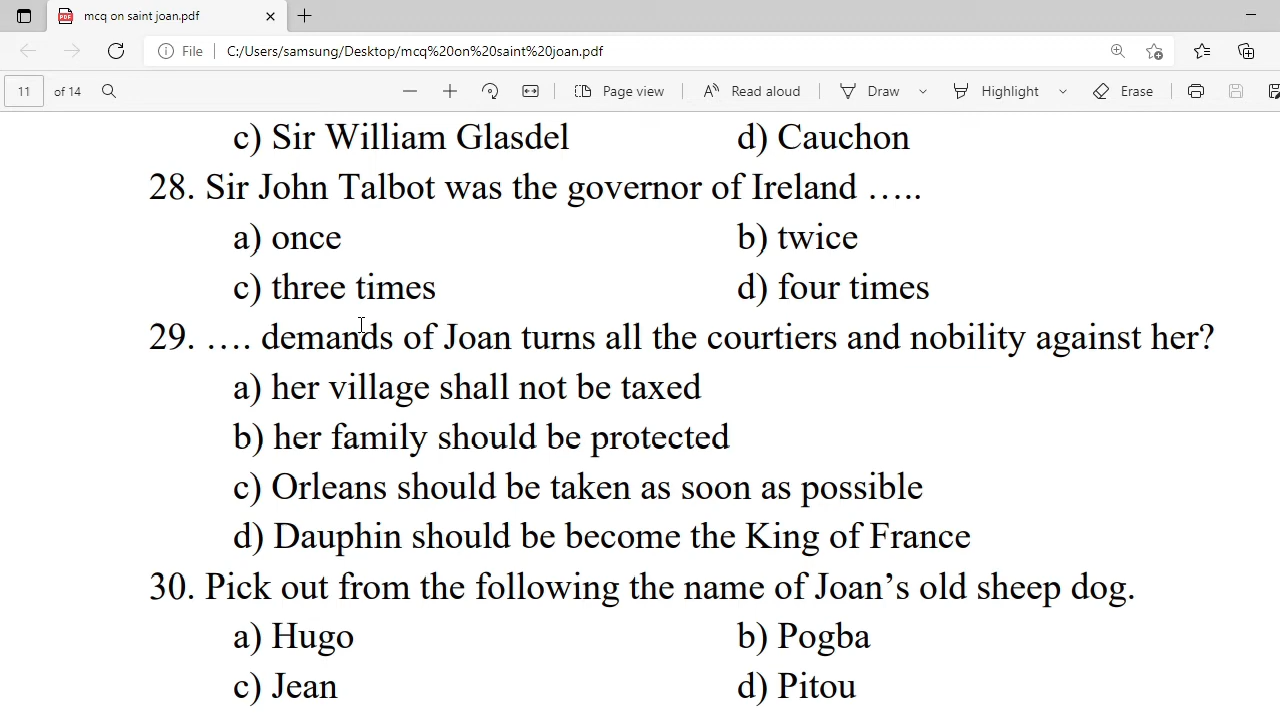 mcq on saint joan.pdf
File C:/Users/samsung/Desktop/mcq%20on%20saint%20joan.pdf
11 of 14 Page view Read aloud Draw Highlight Erase
c) Sir William Glasdel d) Cauchon
28. Sir John Talbot was the governor of Ireland …..
a) once b) twice
c) three times d) four times
29. …. demands of Joan turns all the courtiers and nobility against her?
a) her village shall not be taxed
b) her family should be protected
c) Orleans should be taken as soon as possible
d) Dauphin should be become the King of France
30. Pick out from the following the name of Joan’s old sheep dog.
a) Hugo b) Pogba
c) Jean d) Pitou